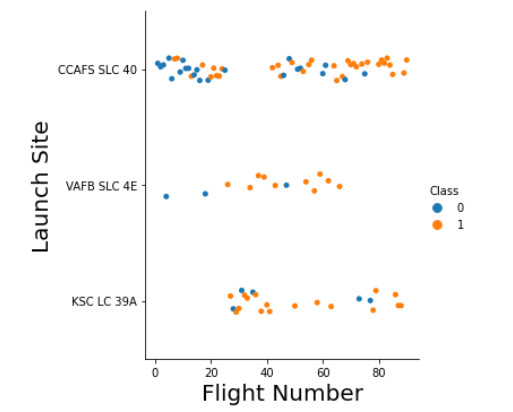 Launch Site
CCAFS SLC 40
VAFB SLC 4E
KSC LC 39A
0
20
40
60
80
Flight Number
Class
0
1